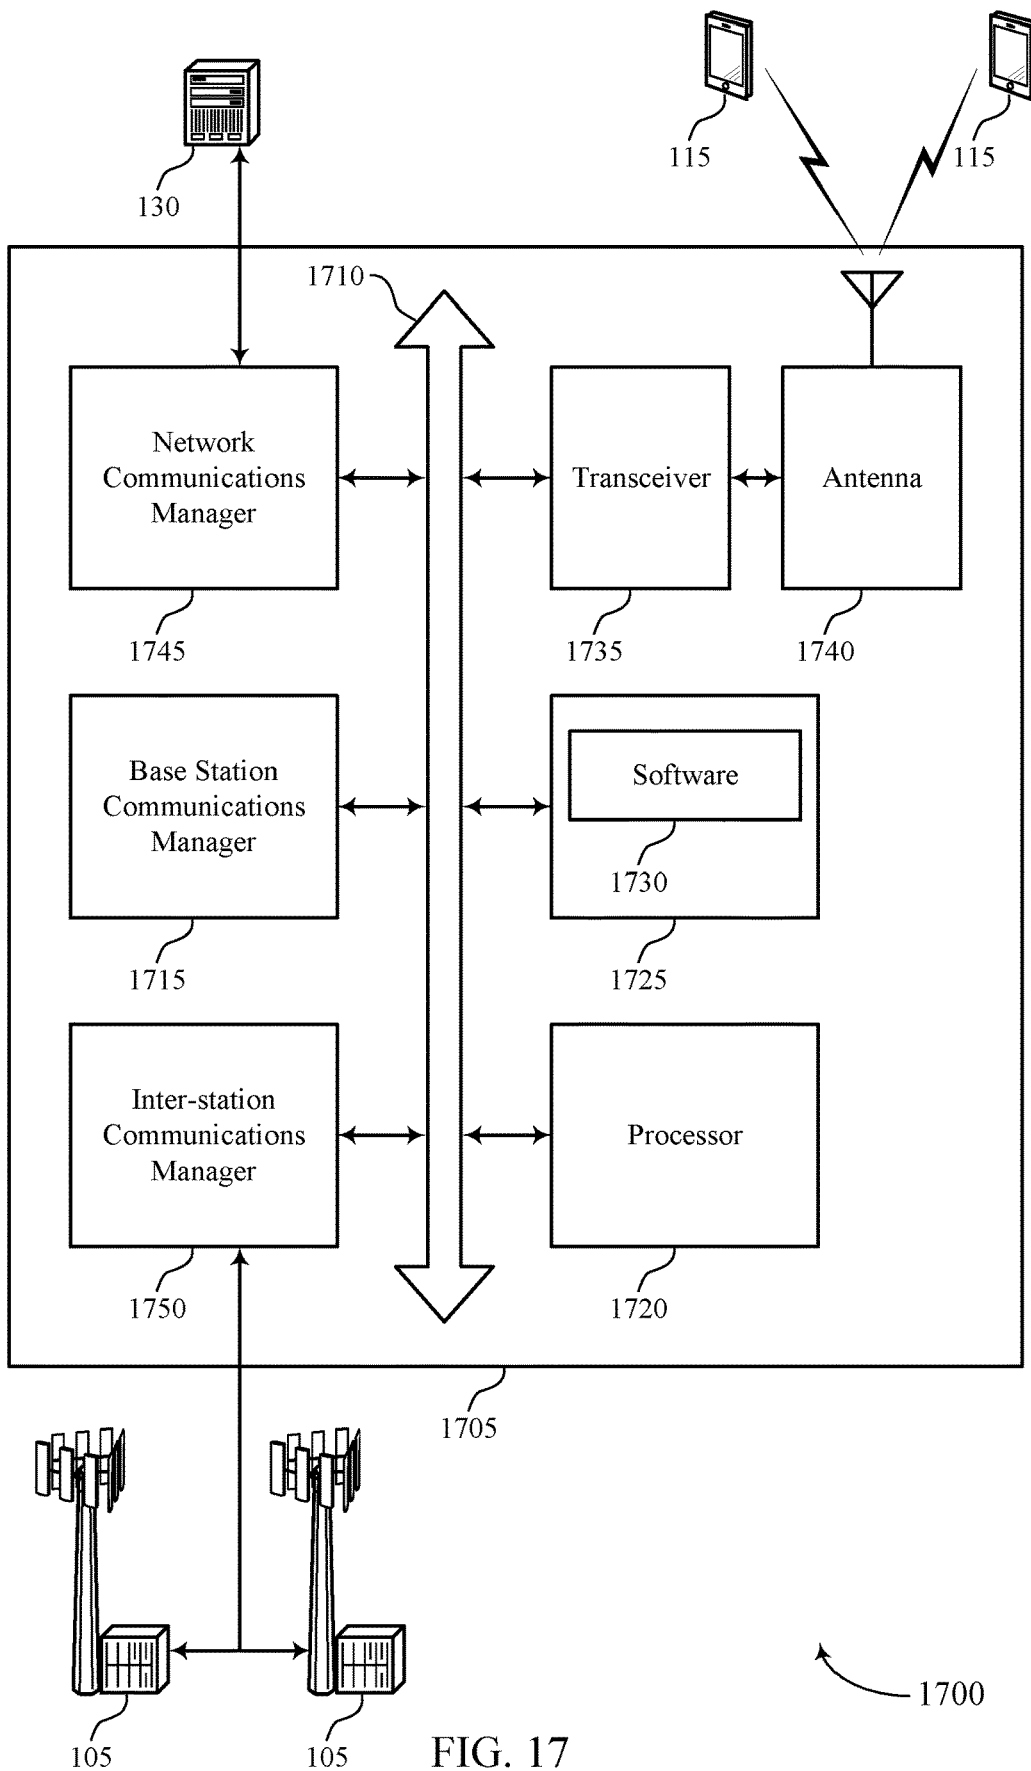 130
115
115
1710
Network
Communications
Manager
Transceiver
Antenna
1745
1735
1740
Base Station
Communications
Manager
Software
1730
1715
1725
Inter-station
Communications
Manager
Processor
1750
1720
1705
105
105
1700
FIG. 17